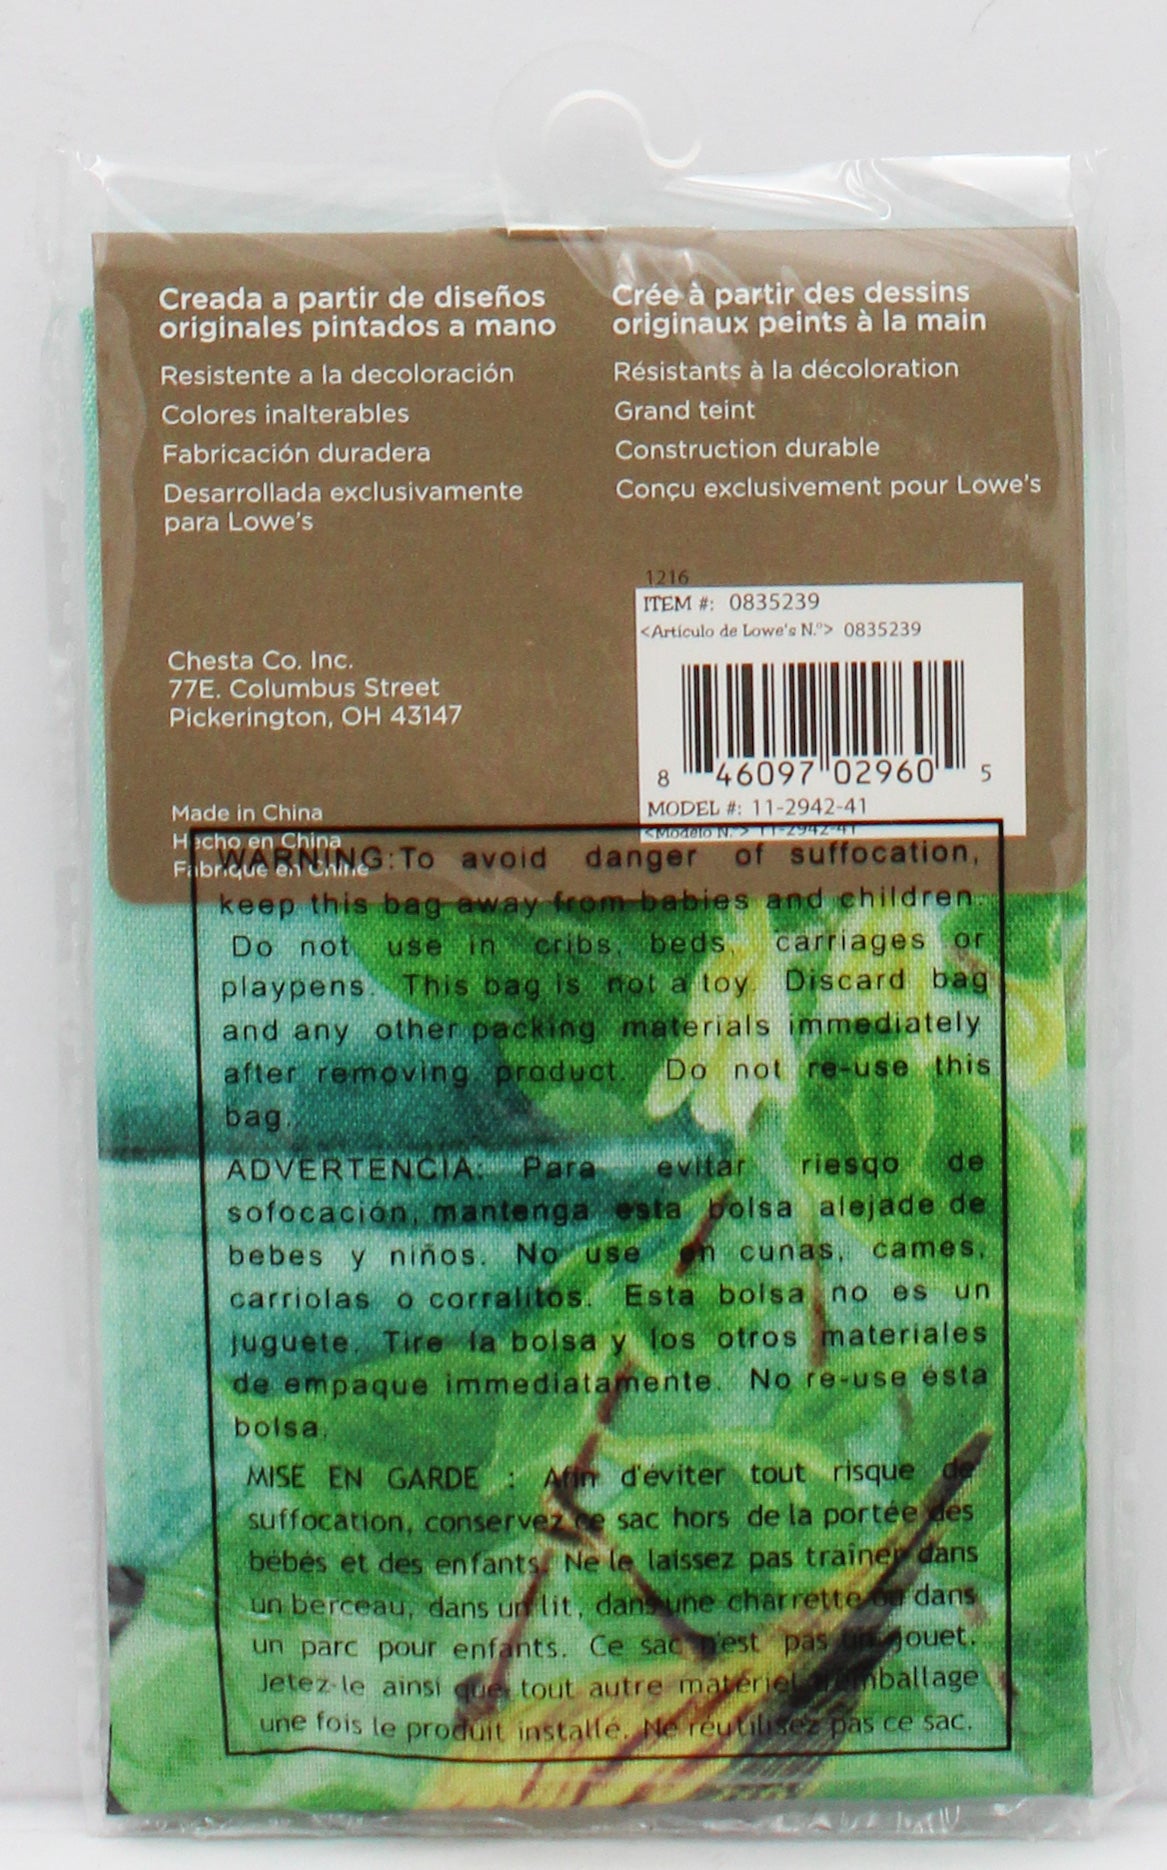 Creada a partir de diseños
originales pintados a mano
Resistente a la decoloración
Colores inalterables
Fabricación duradera
Desarrollada exclusivamente
para Lowe's
Crée à partir des dessins
originaux peints à la main
Résistants à la décoloration
Grand teint
Construction durable
Conçu exclusivement pour Lowe's
1216
ITEM #: 0835239
<Artículo de Lowe's N.º> 0835239
8 46097 02960 5
MODEL #: 11-2942-41
<Modelo N.º> 11-2942-41
Chesta Co. Inc.
77E. Columbus Street
Pickerington, OH 43147
Made in China
Hecho en China
Fabriqué en Chine
WARNING:To avoid danger of suffocation,
keep this bag away from babies and children.
Do not use in cribs, beds, carriages or
playpens. This bag is not a toy. Discard bag
and any other packing materials immediately
after removing product. Do not re-use this
bag.
ADVERTENCIA: Para evitar riesqo de
sofocación, mantenga esta bolsa alejade de
bebes y niños. No use en cunas, cames,
carriolas o corralitos. Esta bolsa no es un
juguete. Tire la bolsa y los otros materiales
de empaque immediatamente. No re-use ésta
bolsa.
MISE EN GARDE : Afin d'éviter tout risque de
suffocation, conservez ce sac hors de la portée des
bébés et des enfants. Ne le laissez pas traîner dans
un berceau, dans un lit, dans une charrette ou dans
un parc pour enfants. Ce sac n'est pas un jouet.
Jetez-le ainsi que tout autre matériel d'emballage
une fois le produit installé. Ne réutilisez pas ce sac.